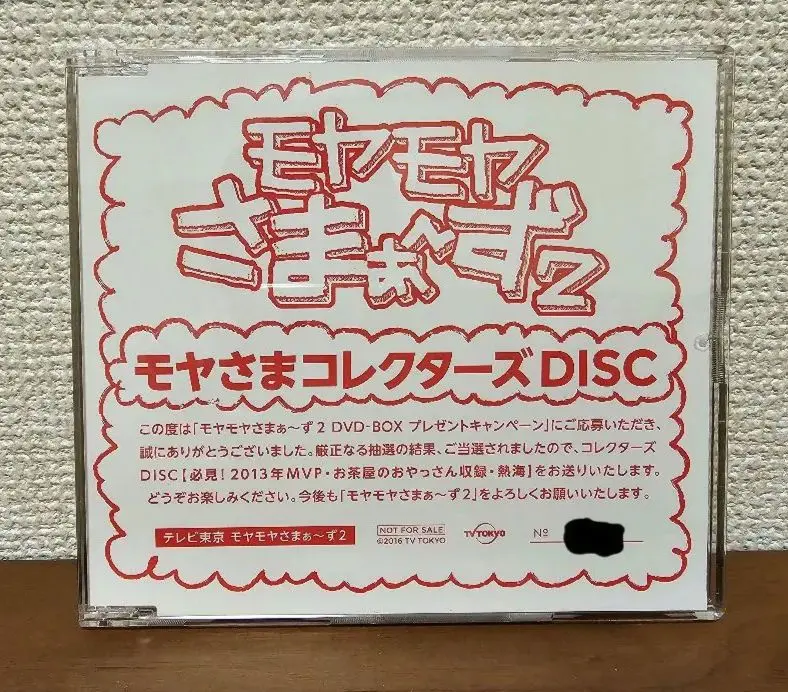 モヤモヤ
さまぁ〜ず2
モヤさまコレクターズDISC
この度は「モヤモヤさまぁ〜ず2 DVD-BOX プレゼントキャンペーン」にご応募いただき、
誠にありがとうございました。厳正なる抽選の結果、ご当選されましたので、コレクターズ
DISC【必見！2013年MVP・お茶屋のおやっさん収録・熱海】をお送りいたします。
どうぞお楽しみください。今後も「モヤモヤさまぁ〜ず2」をよろしくお願いいたします。
テレビ東京 モヤモヤさまぁ〜ず2
NOT FOR SALE
©2016 TV TOKYO
TV TOKYO
№